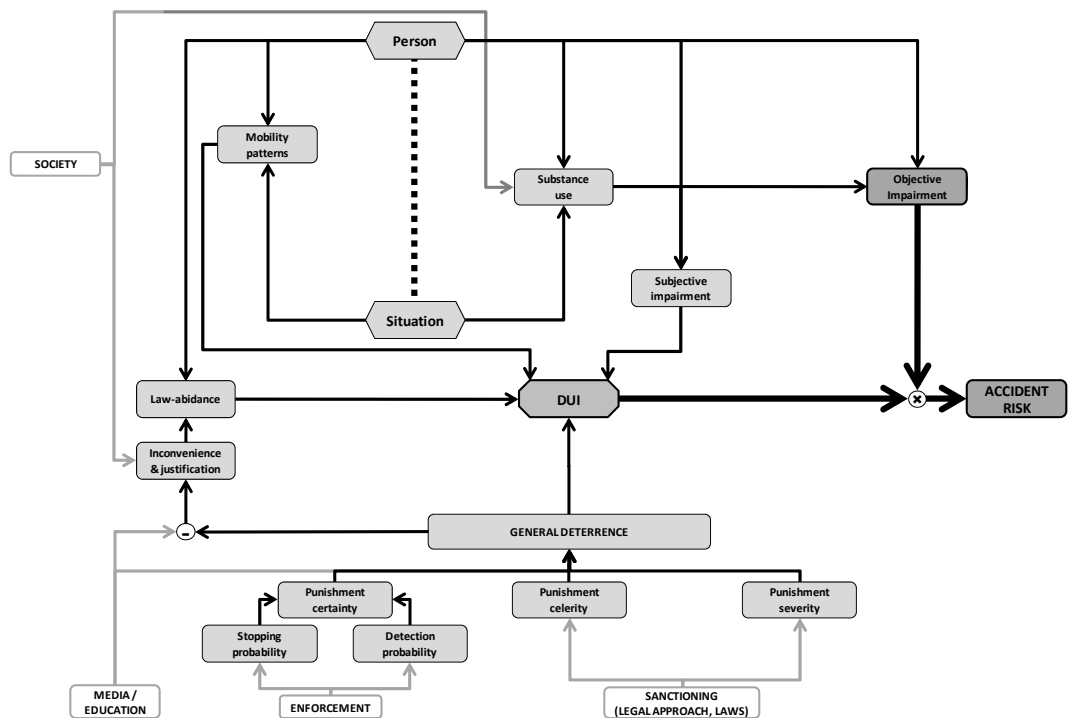 Person
Mobility
patterns
SOCIETY
Substance
use
Objective
Impairment
Subjective
impairment
Situation
Law-abidance
DUI
×
ACCIDENT
RISK
Inconvenience
& justification
-
GENERAL DETERRENCE
Punishment
certainty
Punishment
celerity
Punishment
severity
Stopping
probability
Detection
probability
MEDIA /
EDUCATION
ENFORCEMENT
SANCTIONING
(LEGAL APPROACH, LAWS)